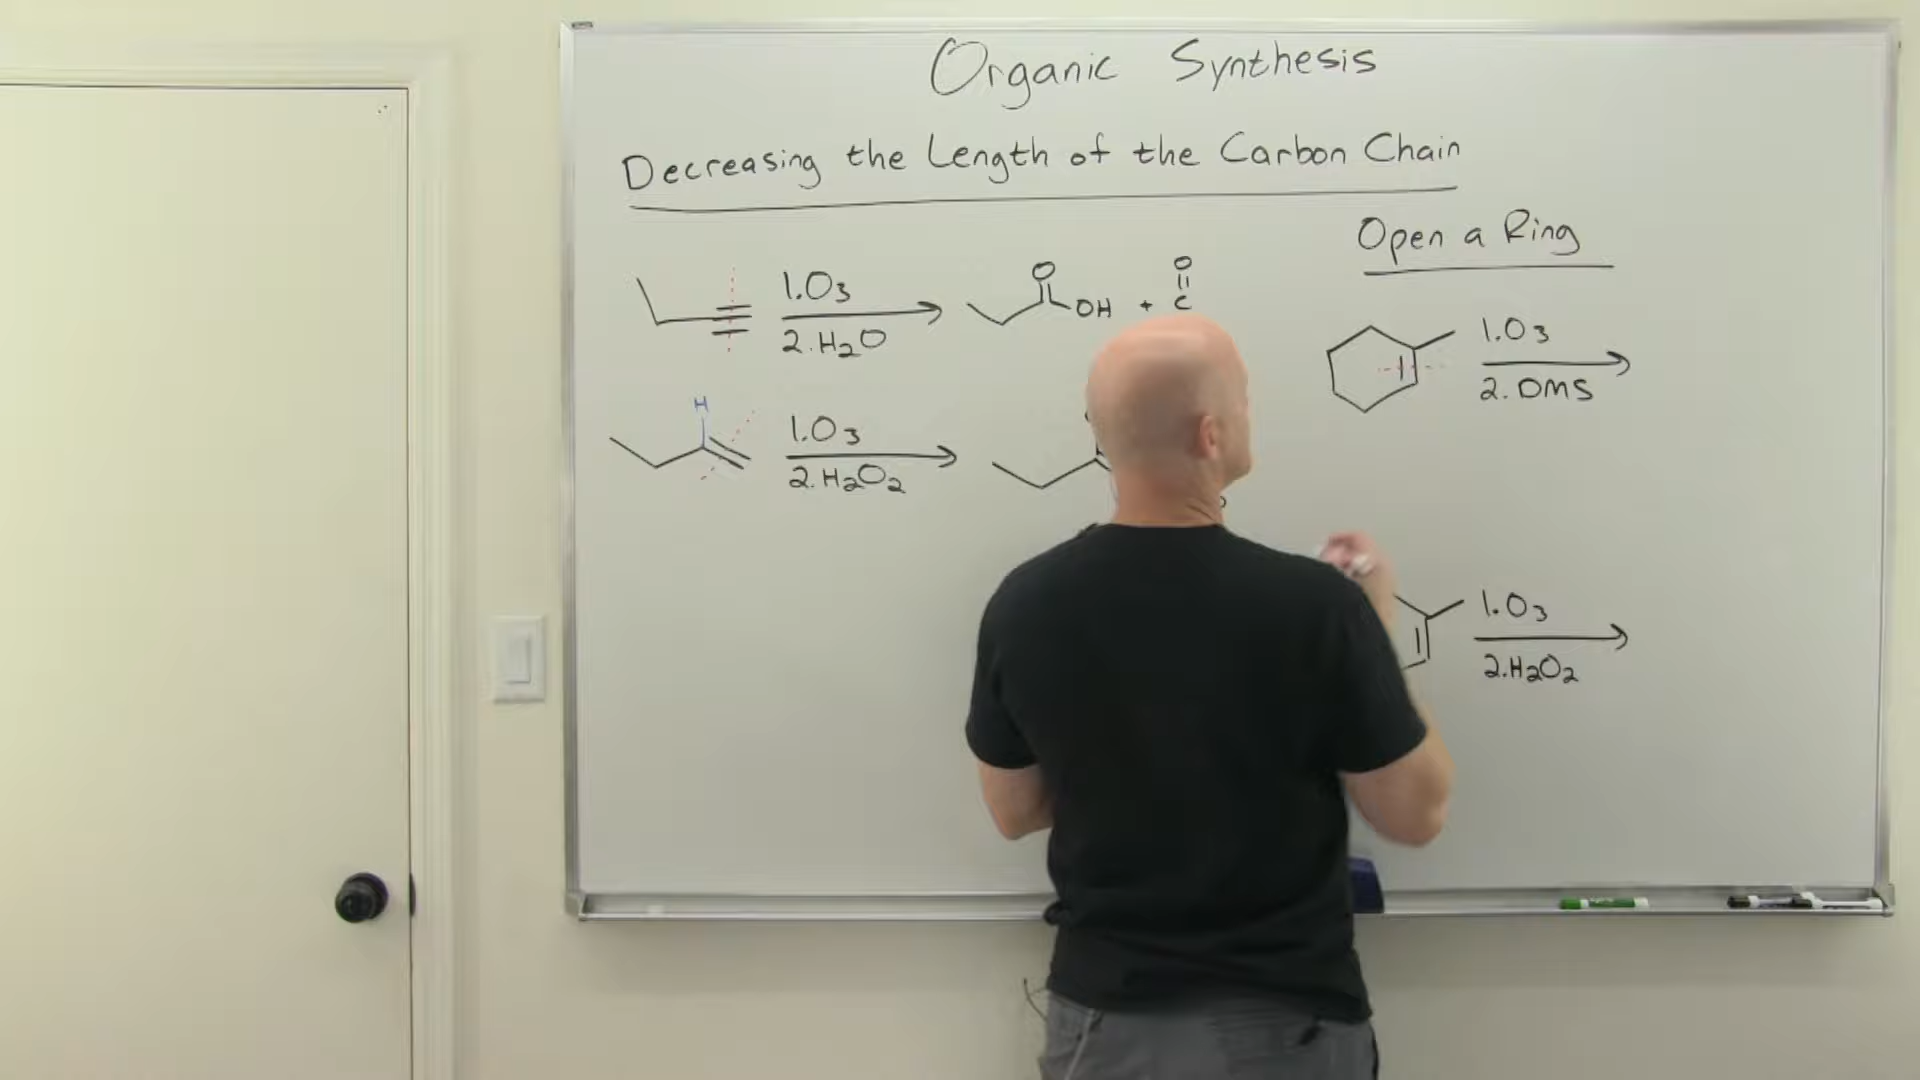 Organic Synthesis
Decreasing the Length of the Carbon Chain
Open a Ring
1. O3
2. H2O
O
OH + C
O
H
1. O3
2. H2O2
1. O3
2. DMS
1. O3
2. H2O2